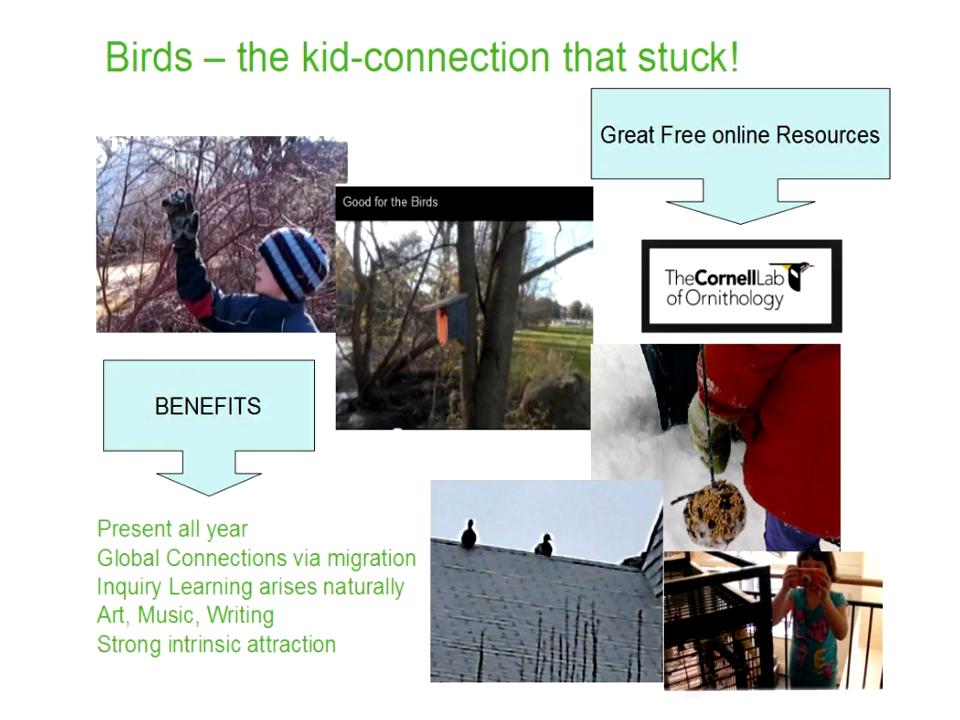 Birds – the kid-connection that stuck!
Great Free online Resources
Good for the Birds
TheCornellLab
of Ornithology
BENEFITS
Present all year
Global Connections via migration
Inquiry Learning arises naturally
Art, Music, Writing
Strong intrinsic attraction